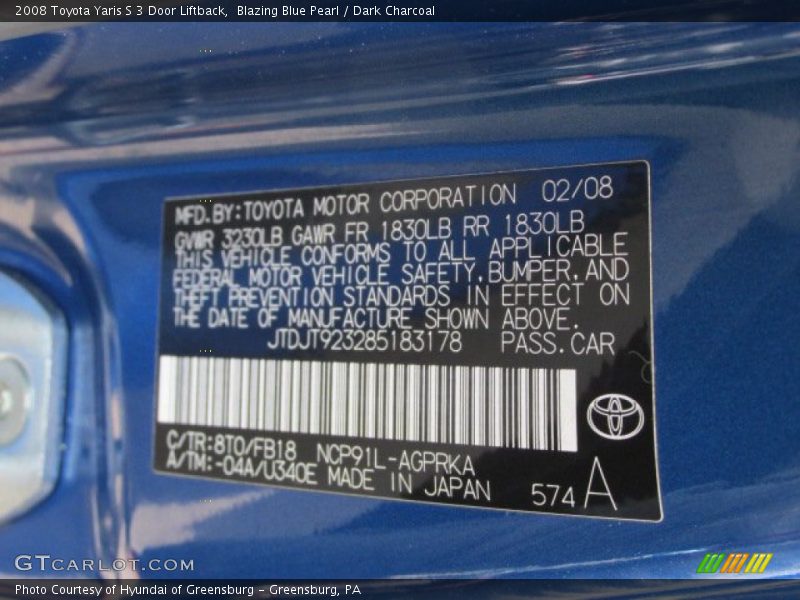 2008 Toyota Yaris S 3 Door Liftback, Blazing Blue Pearl / Dark Charcoal
MFD.BY:TOYOTA MOTOR CORPORATION 02/08
GVWR 3230LB GAWR FR 1830LB RR 1830LB
THIS VEHICLE CONFORMS TO ALL APPLICABLE
FEDERAL MOTOR VEHICLE SAFETY,BUMPER,AND
THEFT PREVENTION STANDARDS IN EFFECT ON
THE DATE OF MANUFACTURE SHOWN ABOVE.
JTDJT923285183178 PASS.CAR
C/TR:8T0/FB18 NCP91L-AGPRKA
A/TM:-04A/U340E MADE IN JAPAN
574 A
GTCARLOT.COM
Photo Courtesy of Hyundai of Greensburg – Greensburg, PA